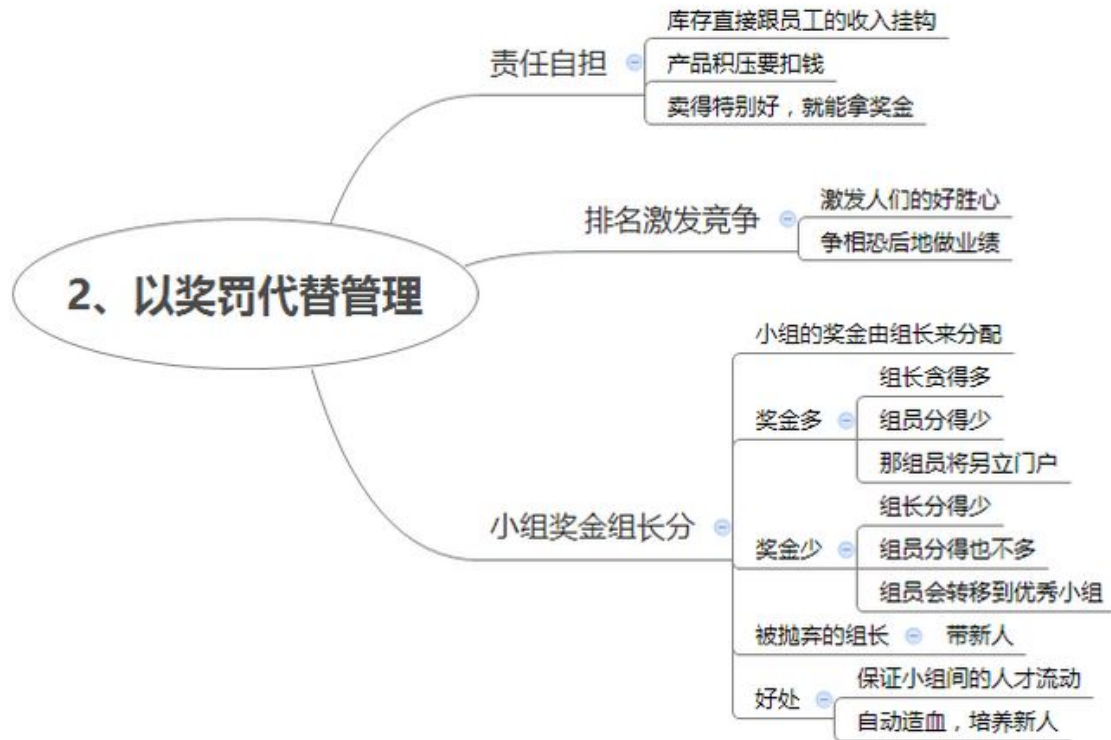 库存直接跟员工的收入挂钩
责任自担
产品积压要扣钱
卖得特别好，就能拿奖金
激发人们的好胜心
排名激发竞争
争相恐后地做业绩
2、以奖罚代替管理
小组的奖金由组长来分配
组长贪得多
奖金多
组员分得少
那组员将另立门户
小组奖金组长分
组长分得少
奖金少
组员分得也不多
组员会转移到优秀小组
被抛弃的组长
带新人
好处
保证小组间的人才流动
自动造血，培养新人